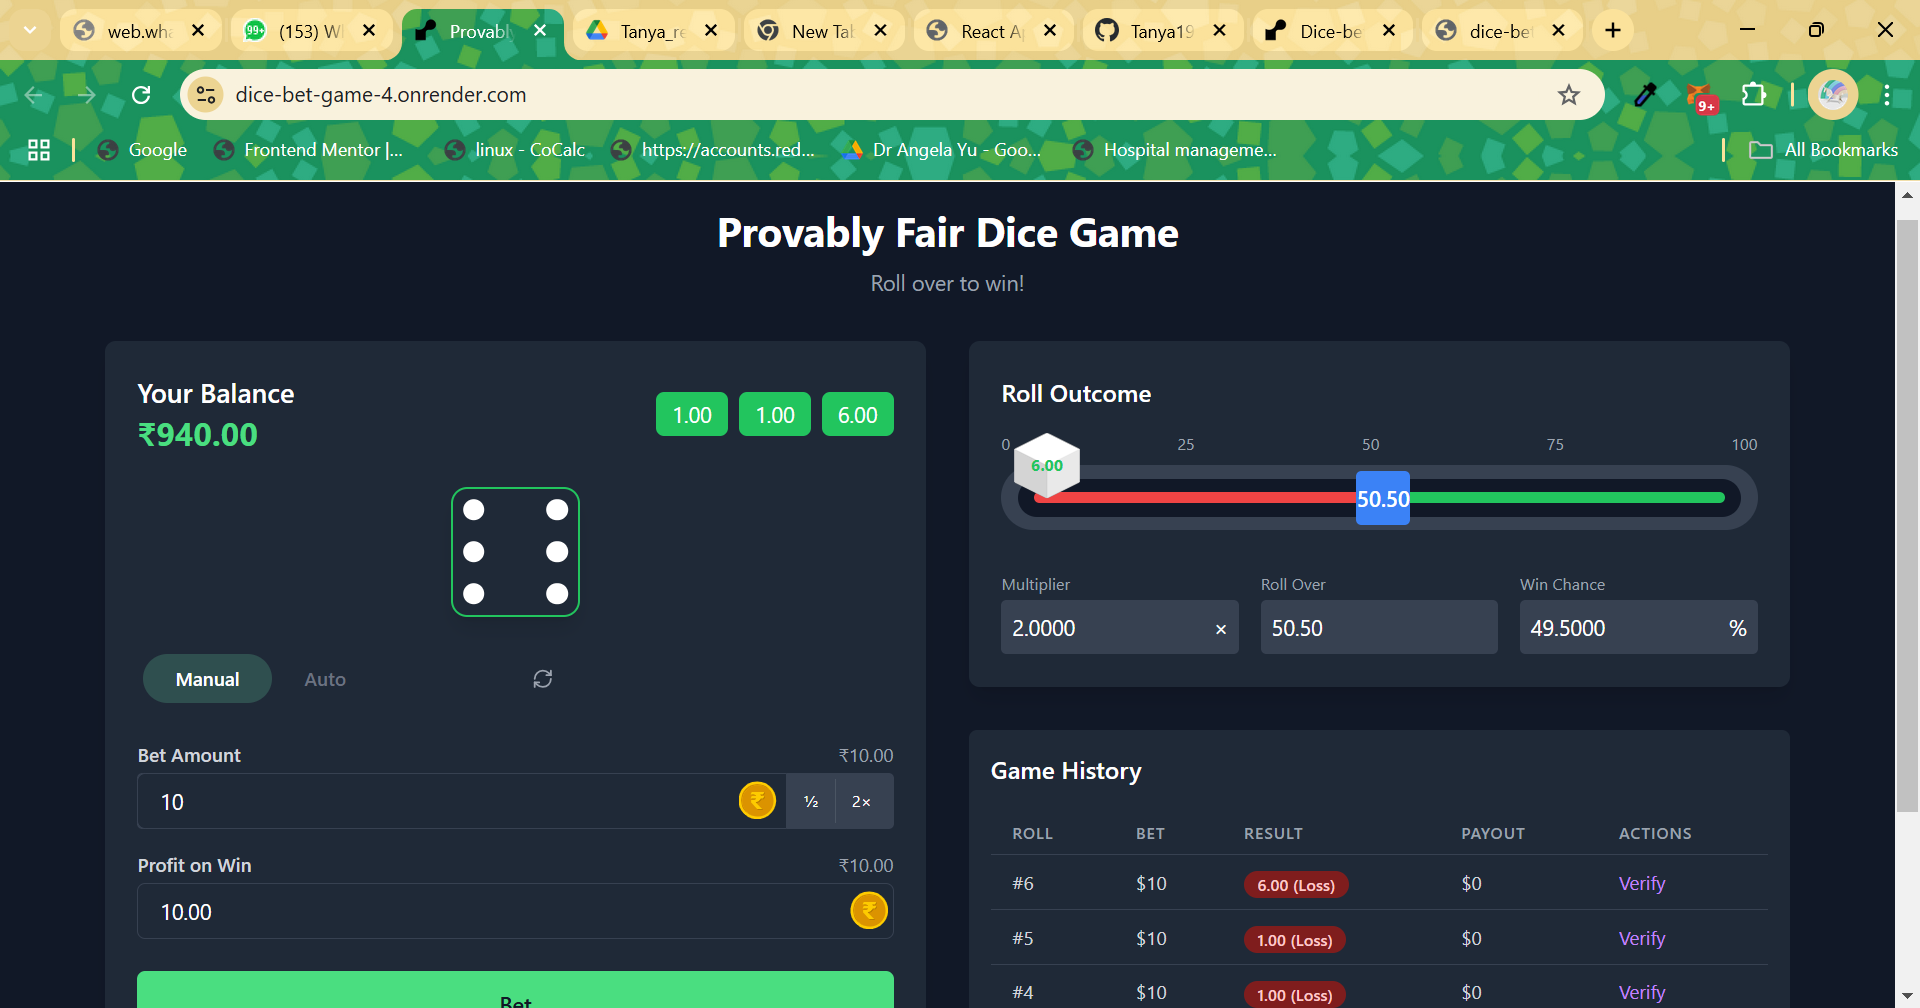 web.wha
99+
(153) W
Provabl
Tanya_re
New Tab
React A
Tanya19
Dice-be
dice-bet
dice-bet-game-4.onrender.com
9+
Google
Frontend Mentor |...
linux - CoCalc
https://accounts.red...
Dr Angela Yu - Goo...
Hospital manageme...
All Bookmarks
Provably Fair Dice Game
Roll over to win!
Your Balance
₹940.00
1.00 1.00 6.00
Manual Auto
Bet Amount ₹10.00
10 ₹ ½ 2×
Profit on Win ₹10.00
10.00 ₹
Bet
Roll Outcome
0 25 50 75 100
6.00
50.50
Multiplier Roll Over Win Chance
2.0000 × 50.50 49.5000 %
Game History
ROLL BET RESULT PAYOUT ACTIONS
#6 $10 6.00 (Loss) $0 Verify
#5 $10 1.00 (Loss) $0 Verify
#4 $10 1.00 (Loss) $0 Verify